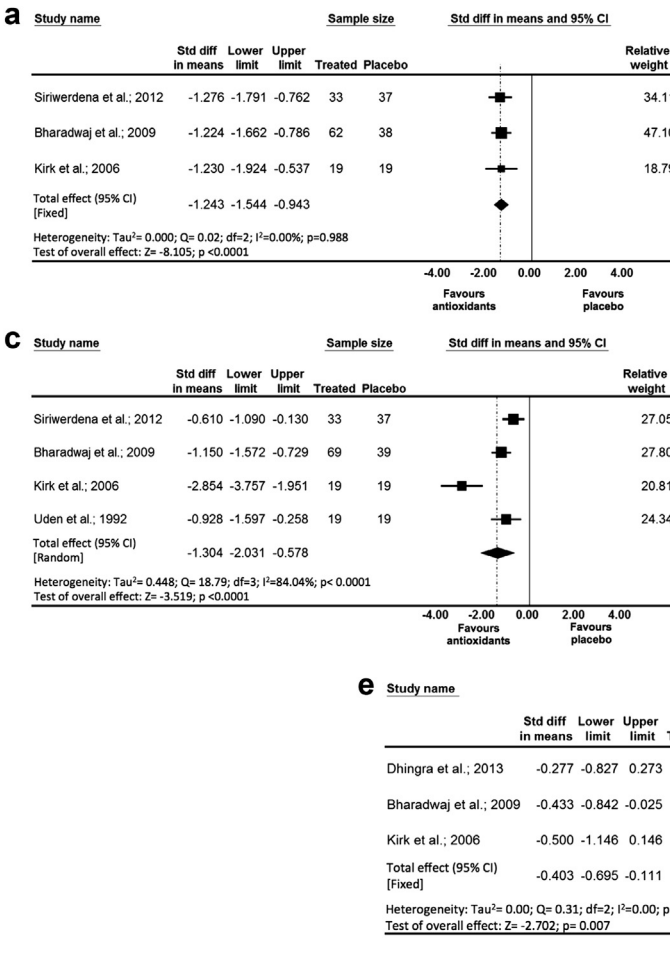 a
Study name Sample size Std diff in means and 95% CI
Std diff in means Lower limit Upper limit Treated Placebo Relative weight
Siriwerdena et al.; 2012 -1.276 -1.791 -0.762 33 37 34.1
Bharadwaj et al.; 2009 -1.224 -1.662 -0.786 62 38 47.1
Kirk et al.; 2006 -1.230 -1.924 -0.537 19 19 18.7
Total effect (95% CI) [Fixed] -1.243 -1.544 -0.943
Heterogeneity: Tau²= 0.000; Q= 0.02; df=2; I²=0.00%; p=0.988
Test of overall effect: Z= -8.105; p <0.0001
-4.00 -2.00 0.00 2.00 4.00
Favours antioxidants Favours placebo
c
Study name Sample size Std diff in means and 95% CI
Std diff in means Lower limit Upper limit Treated Placebo Relative weight
Siriwerdena et al.; 2012 -0.610 -1.090 -0.130 33 37 27.05
Bharadwaj et al.; 2009 -1.150 -1.572 -0.729 69 39 27.80
Kirk et al.; 2006 -2.854 -3.757 -1.951 19 19 20.81
Uden et al.; 1992 -0.928 -1.597 -0.258 19 19 24.34
Total effect (95% CI) [Random] -1.304 -2.031 -0.578
Heterogeneity: Tau²= 0.448; Q= 18.79; df=3; I²=84.04%; p< 0.0001
Test of overall effect: Z= -3.519; p <0.0001
-4.00 -2.00 0.00 2.00 4.00
Favours antioxidants Favours placebo
e
Study name
Std diff in means Lower limit Upper limit
Dhingra et al.; 2013 -0.277 -0.827 0.273
Bharadwaj et al.; 2009 -0.433 -0.842 -0.025
Kirk et al.; 2006 -0.500 -1.146 0.146
Total effect (95% CI) [Fixed] -0.403 -0.695 -0.111
Heterogeneity: Tau²= 0.00; Q= 0.31; df=2; I²=0.00; p
Test of overall effect: Z= -2.702; p= 0.007